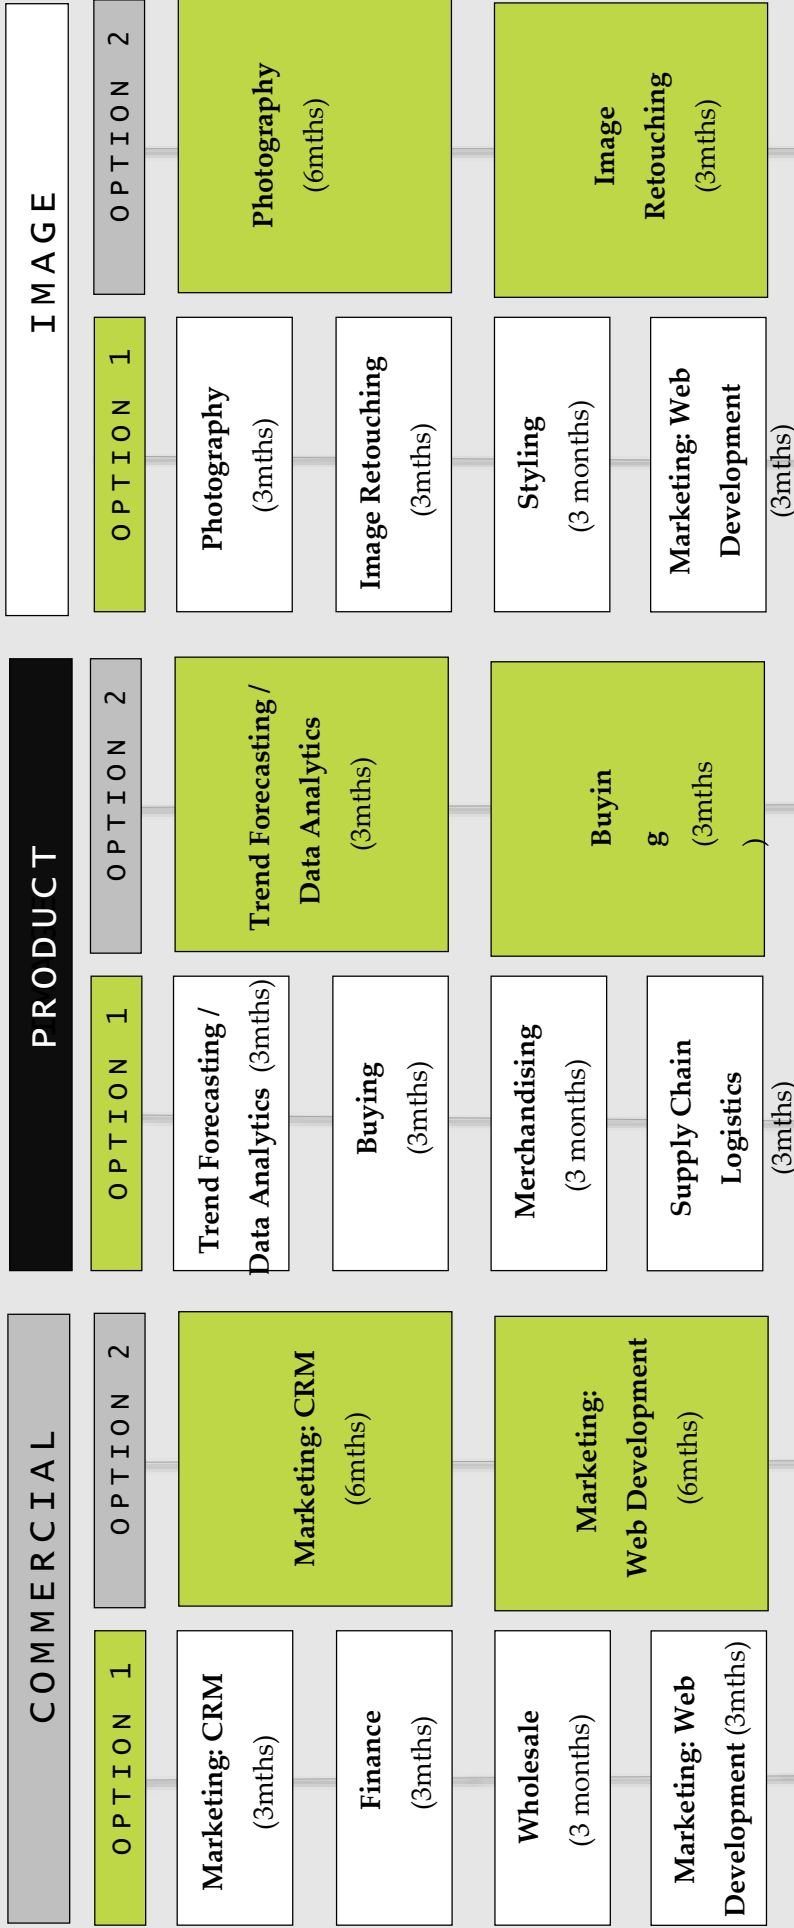 COMMERCIAL
OPTION 1
Marketing: CRM
(3mths)
Finance
(3mths)
Wholesale
(3 months)
Marketing: Web
Development (3mths)
OPTION 2
Marketing: CRM
(6mths)
Marketing:
Web Development
(6mths)
PRODUCT
OPTION 1
Trend Forecasting /
Data Analytics (3mths)
Buying
(3mths)
Merchandising
(3 months)
Supply Chain
Logistics
(3mths)
OPTION 2
Trend Forecasting /
Data Analytics
(3mths)
Buyin
g
(3mths
)
IMAGE
OPTION 1
Photography
(3mths)
Image Retouching
(3mths)
Styling
(3 months)
Marketing: Web
Development
(3mths)
OPTION 2
Photography
(6mths)
Image
Retouching
(3mths)